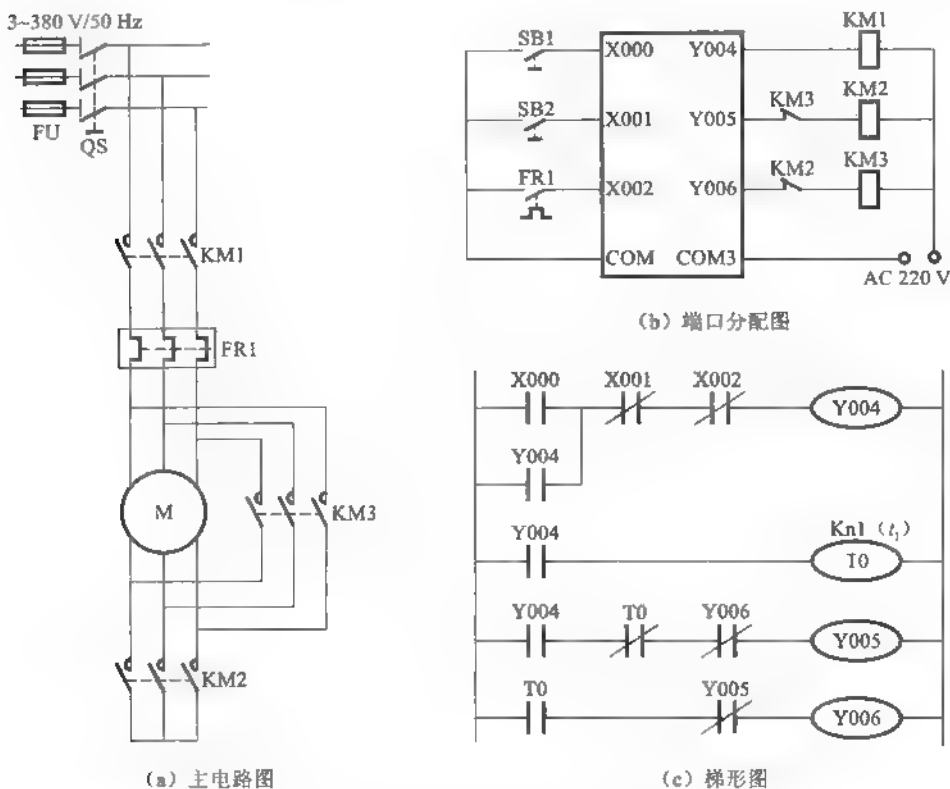 3~380 V/50 Hz
FU
QS
KM1
FR1
M
KM3
KM2
(a) 主电路图
SB1
X000
Y004
KM1
SB2
X001
Y005
KM3
KM2
FR1
X002
Y006
KM2
KM3
COM
COM3
AC 220 V
(b) 端口分配图
X000
X001
X002
Y004
Y004
Y004
Kn1 (t₁)
T0
Y004
T0
Y006
Y005
T0
Y005
Y006
(c) 梯形图